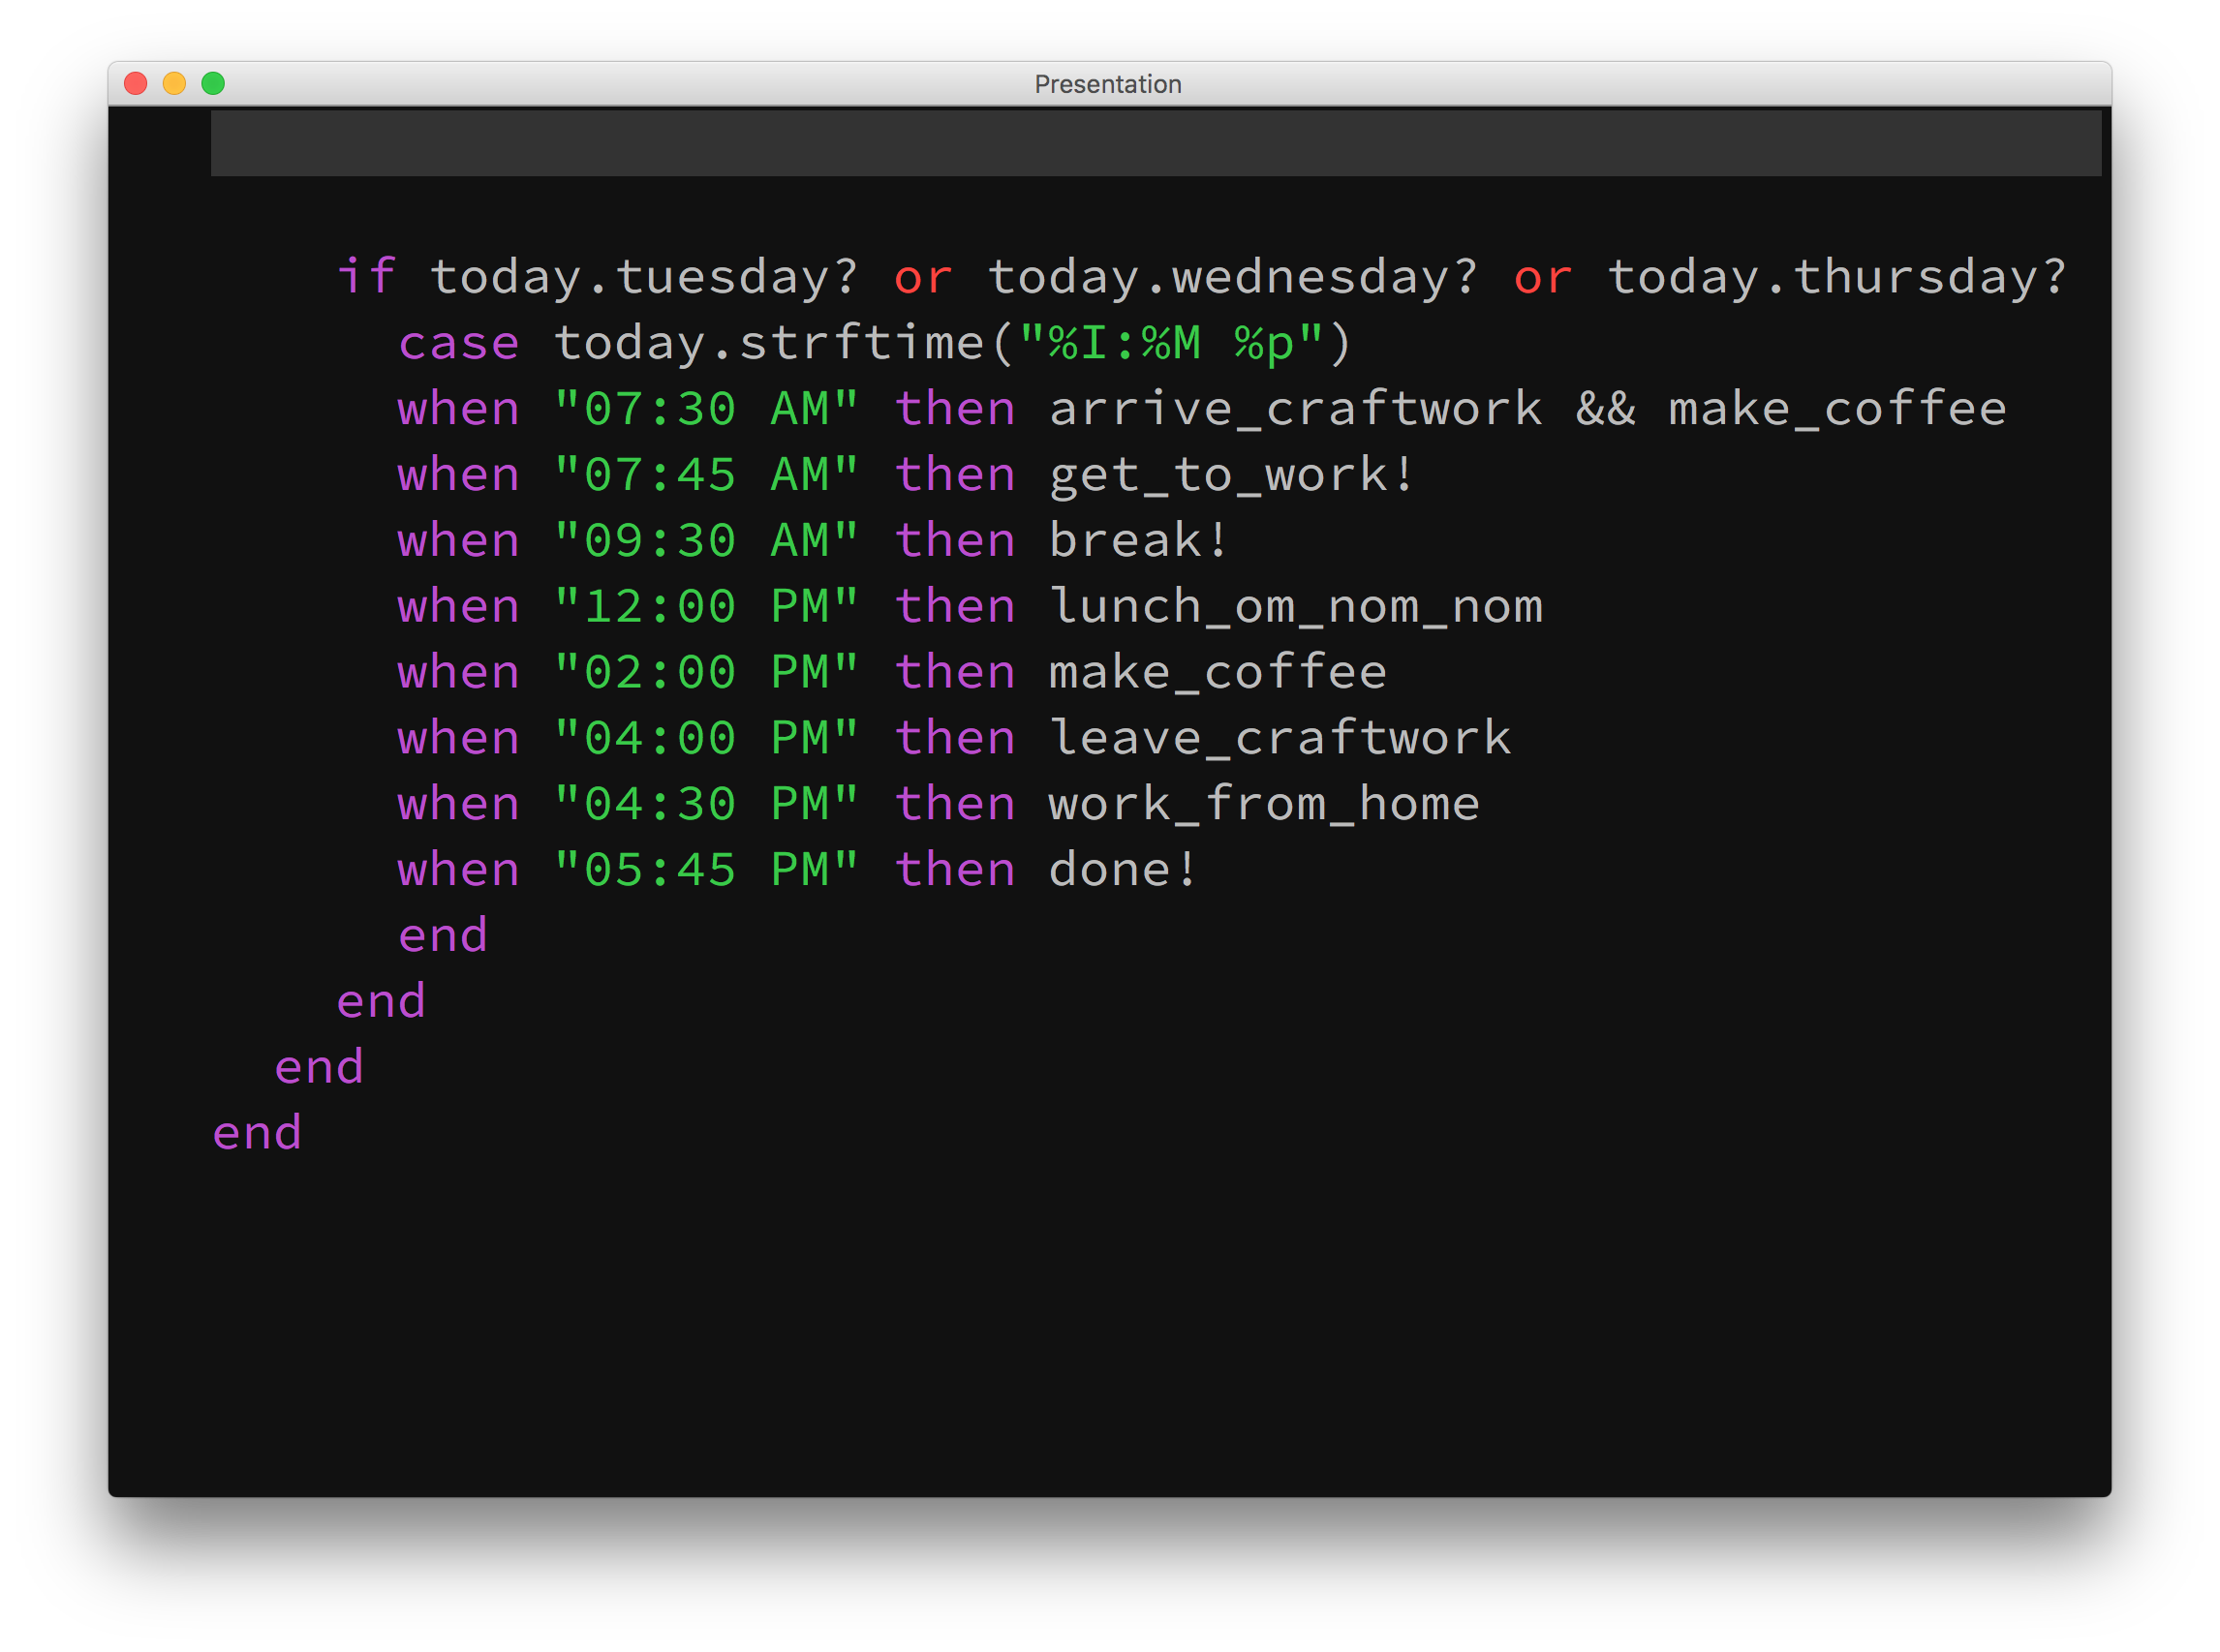 Presentation
if today.tuesday? or today.wednesday? or today.thursday?
case today.strftime("%I:%M %p")
when "07:30 AM" then arrive_craftwork && make_coffee
when "07:45 AM" then get_to_work!
when "09:30 AM" then break!
when "12:00 PM" then lunch_om_nom_nom
when "02:00 PM" then make_coffee
when "04:00 PM" then leave_craftwork
when "04:30 PM" then work_from_home
when "05:45 PM" then done!
end
end
end
end